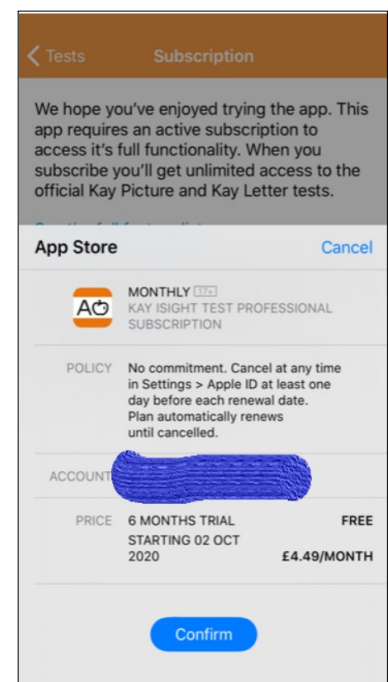 Tests
Subscription
We hope you've enjoyed trying the app. This
app requires an active subscription to
access it's full functionality. When you
subscribe you'll get unlimited access to the
official Kay Picture and Kay Letter tests.
App Store
Cancel
MONTHLY 17+
KAY ISIGHT TEST PROFESSIONAL
SUBSCRIPTION
POLICY
No commitment. Cancel at any time
in Settings > Apple ID at least one
day before each renewal date.
Plan automatically renews
until cancelled.
ACCOUNT
PRICE
6 MONTHS TRIAL
FREE
STARTING 02 OCT
2020
£4.49/MONTH
Confirm